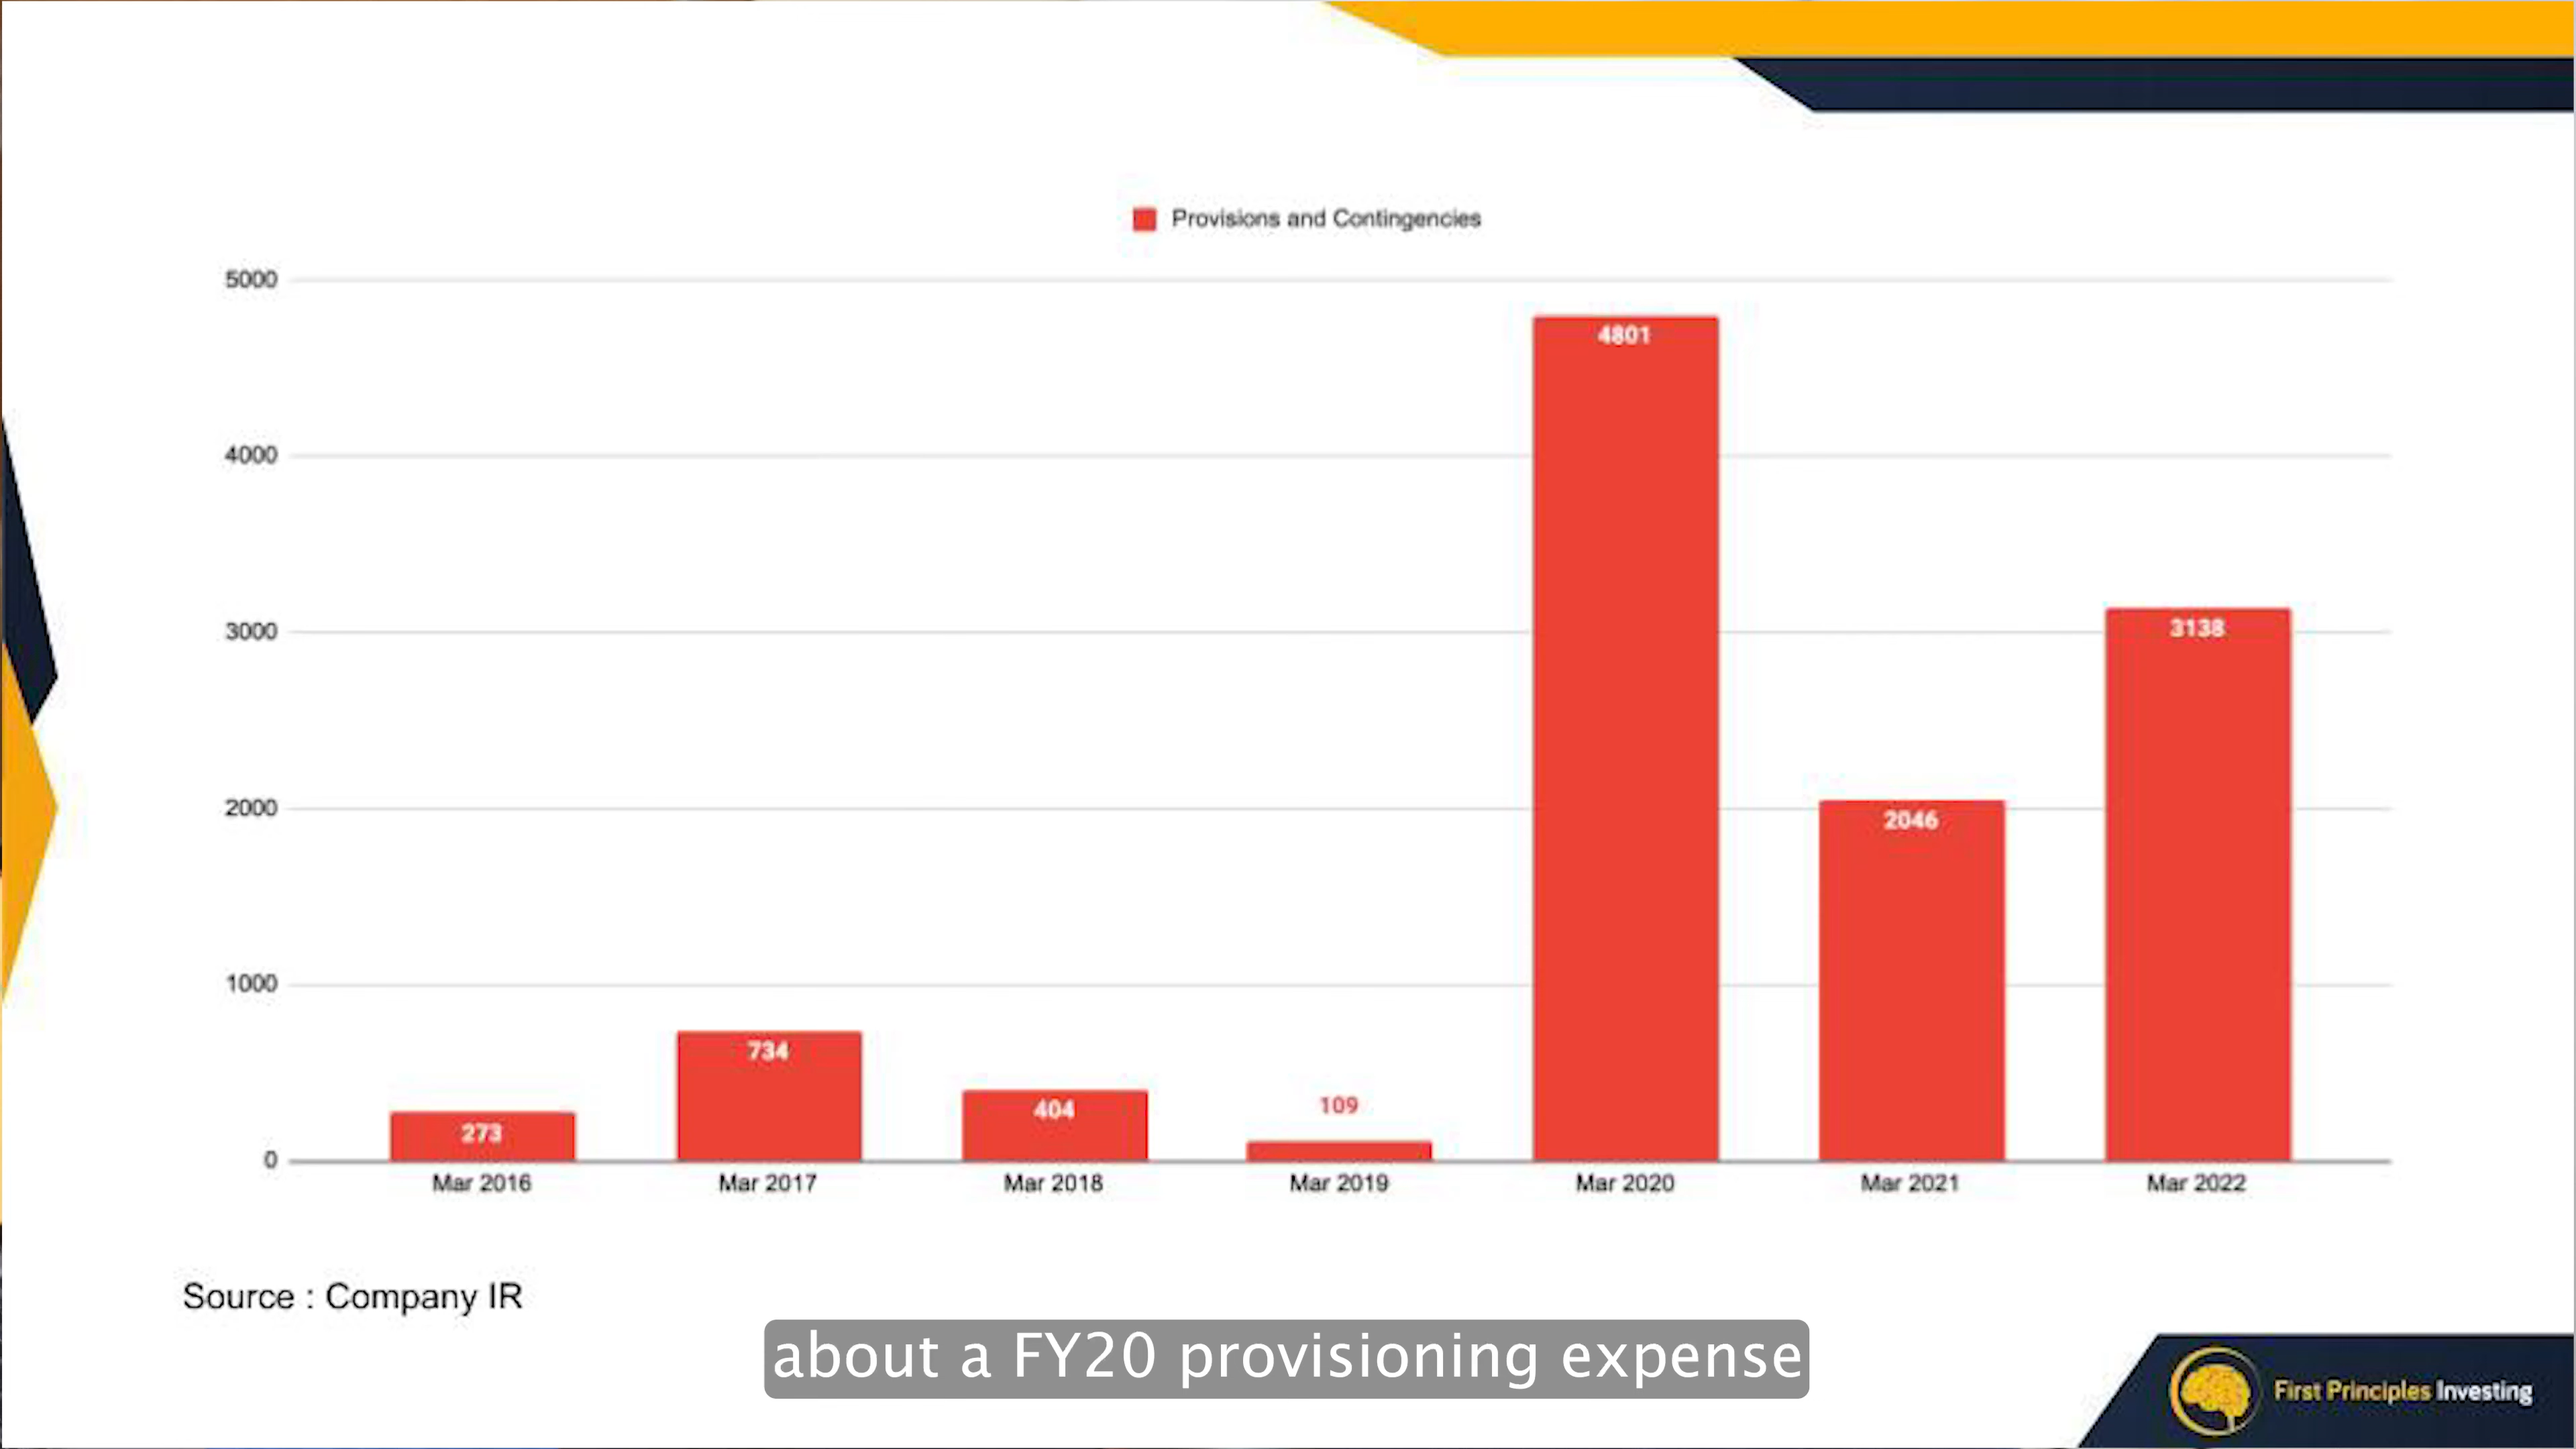 Provisions and Contingencies
5000
4801
4000
3000
3138
2000
2046
1000
734
404
109
273
0
Mar 2016 Mar 2017 Mar 2018 Mar 2019 Mar 2020 Mar 2021 Mar 2022
Source : Company IR
about a FY20 provisioning expense
First Principles Investing